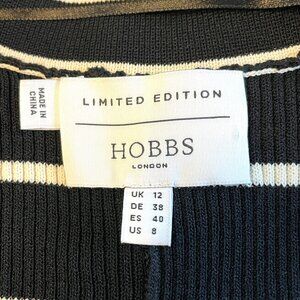 LIMITED EDITION
HOBBS
LONDON
MADE IN
CHINA
UK 12
DE 38
ES 40
US 8